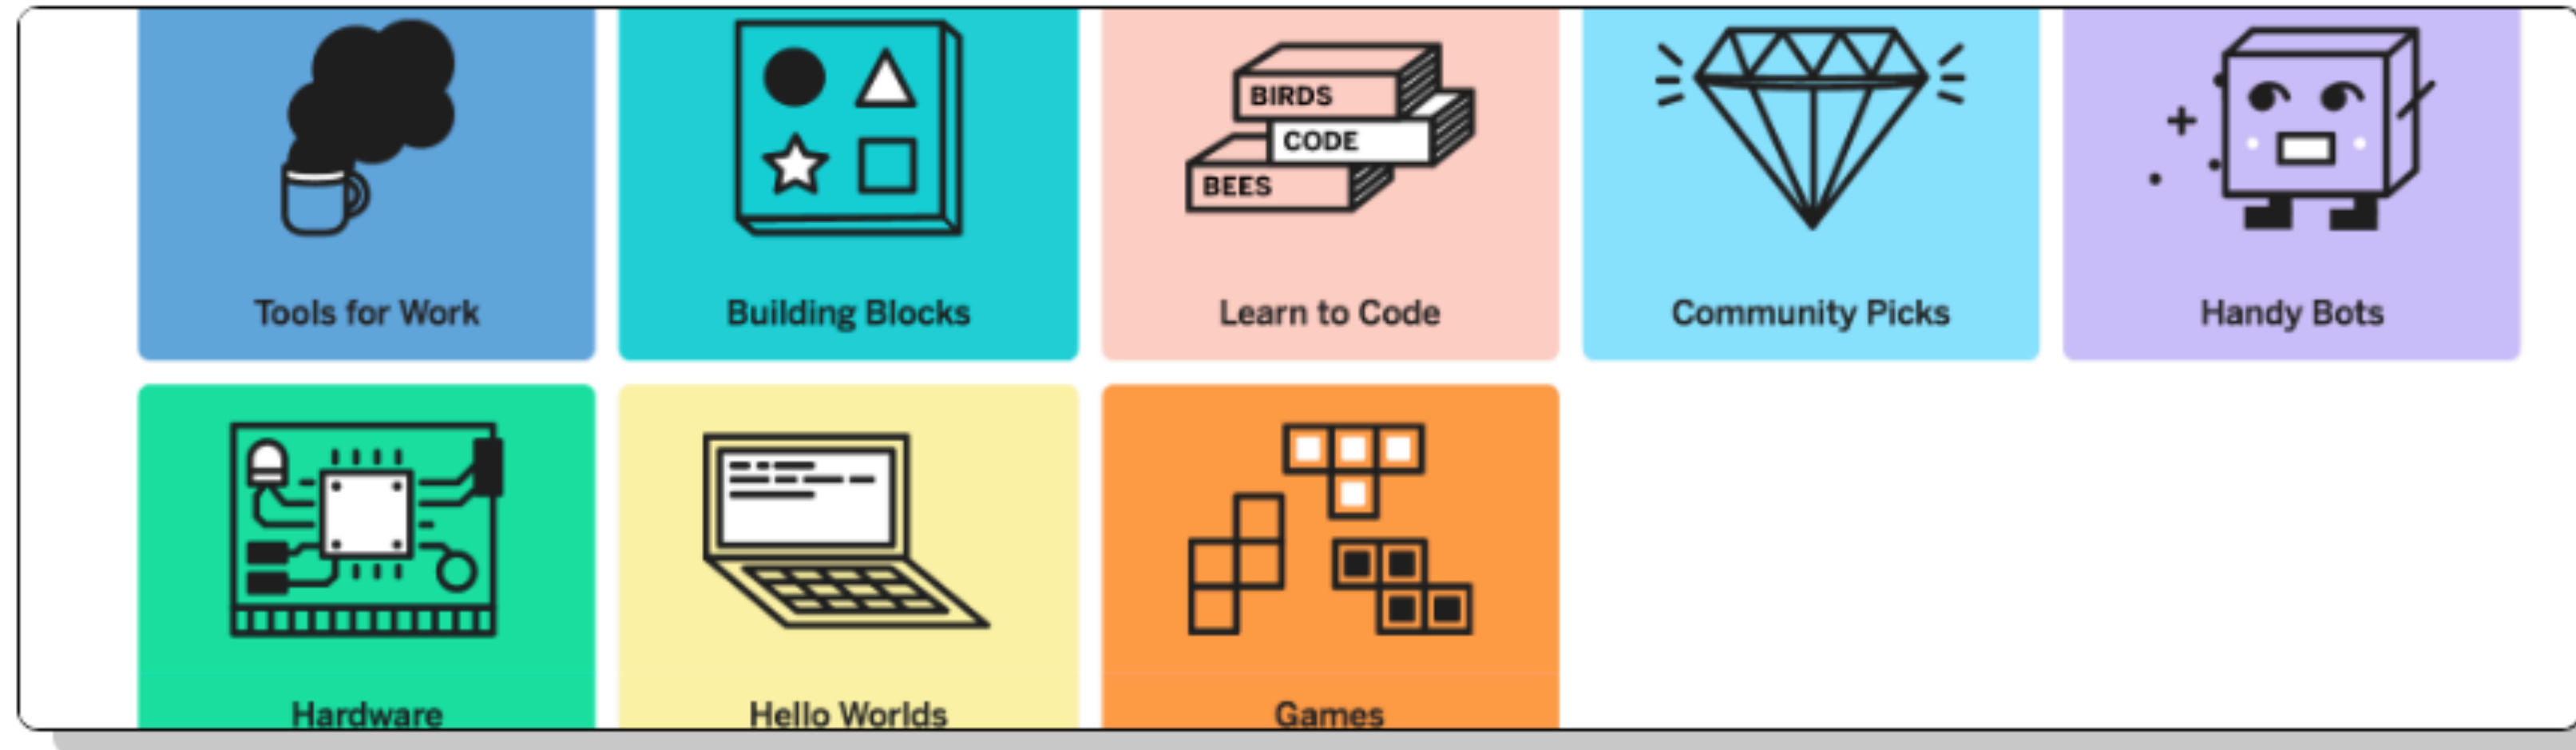 BIRDS
CODE
BEES
Tools for Work
Building Blocks
Learn to Code
Community Picks
Handy Bots
Hardware
Hello Worlds
Games